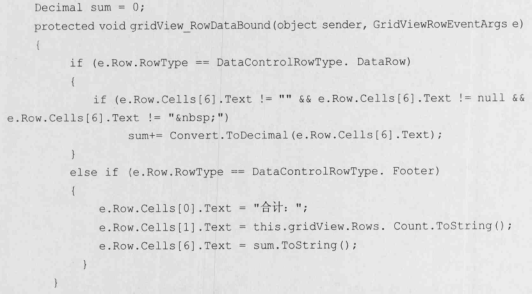 Decimal sum = 0;
protected void gridView_RowDataBound(object sender, GridViewRowEventArgs e)
{
if (e.Row.RowType == DataControlRowType. DataRow)
{
if (e.Row.Cells[6].Text != "" && e.Row.Cells[6].Text != null &&
e.Row.Cells[6].Text != "&nbsp;")
sum+= Convert.ToDecimal(e.Row.Cells[6].Text);
}
else if (e.Row.RowType == DataControlRowType. Footer)
{
e.Row.Cells[0].Text = "合计：";
e.Row.Cells[1].Text = this.gridView.Rows. Count.ToString();
e.Row.Cells[6].Text = sum.ToString();
}
}